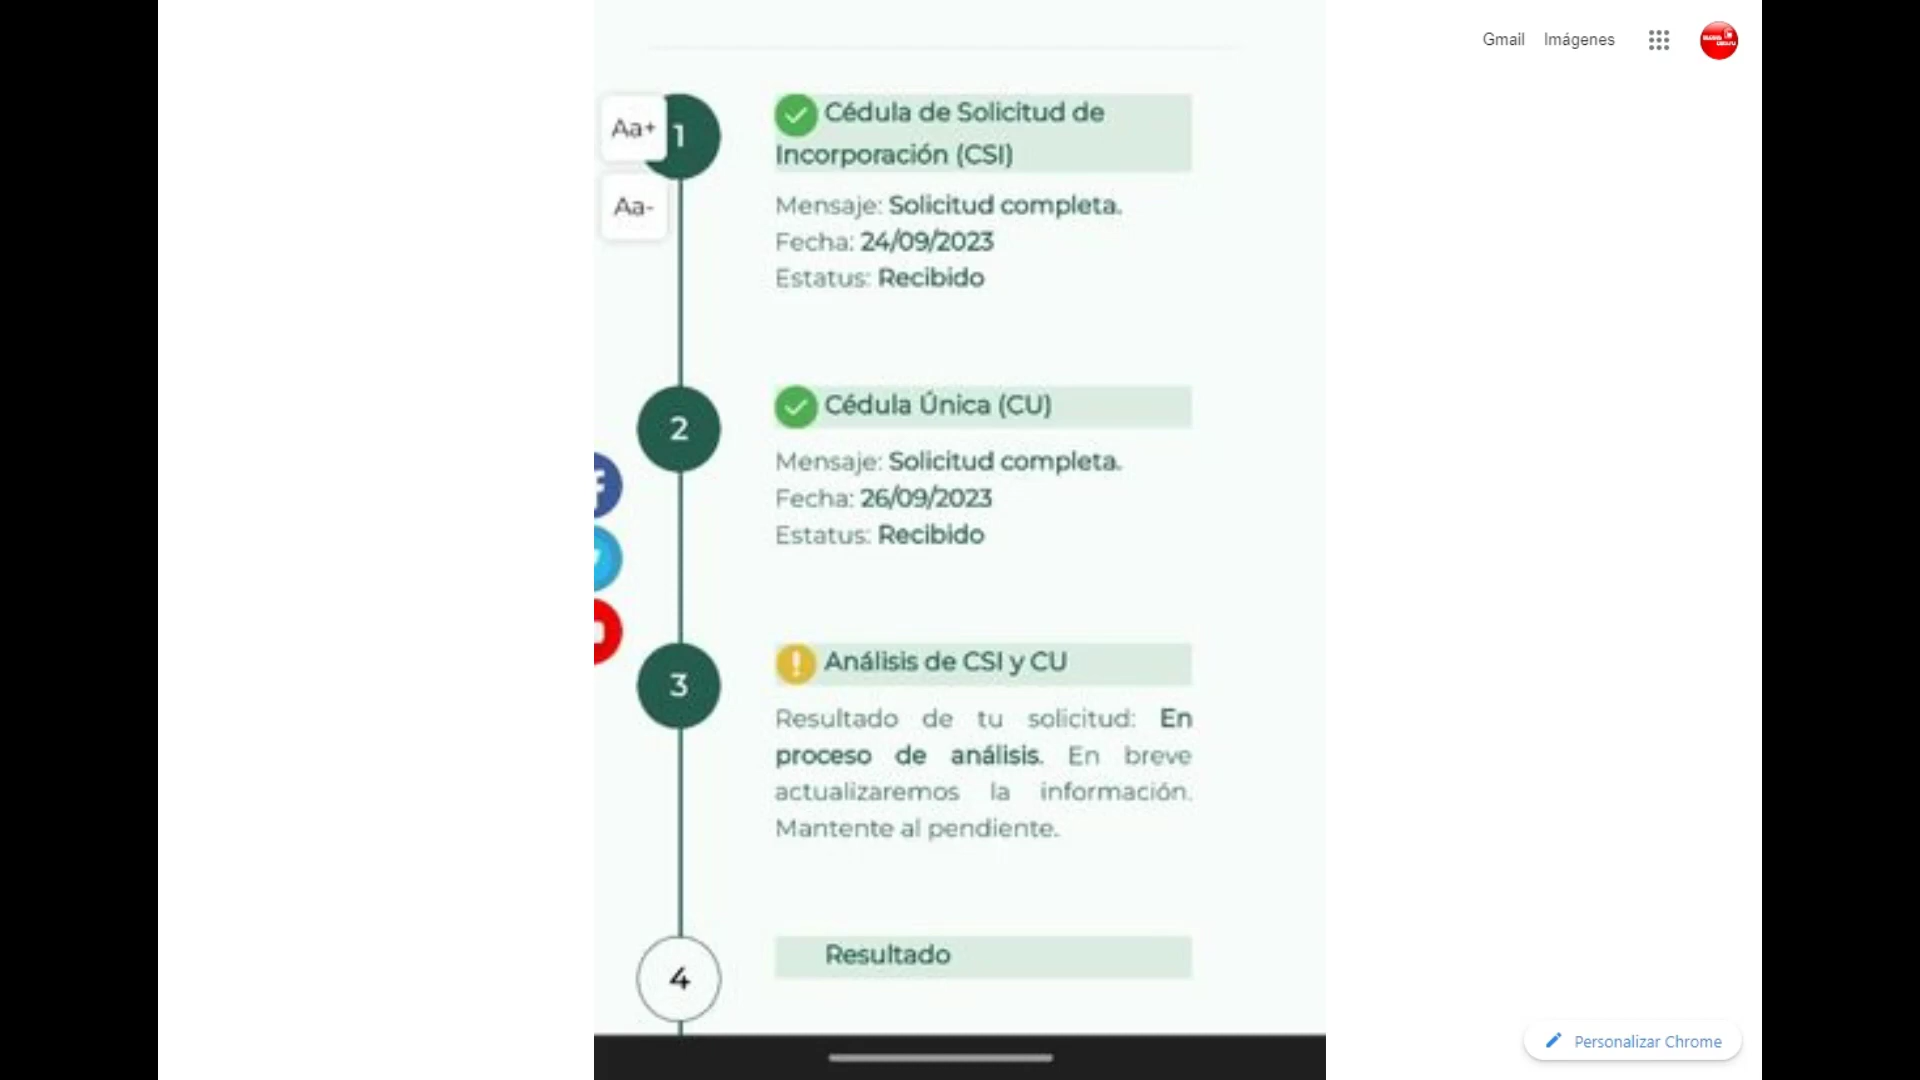 Gmail Imágenes
Aa+
Aa-
1
Cédula de Solicitud de
Incorporación (CSI)
Mensaje: Solicitud completa.
Fecha: 24/09/2023
Estatus: Recibido
2
Cédula Única (CU)
Mensaje: Solicitud completa.
Fecha: 26/09/2023
Estatus: Recibido
3
Análisis de CSI y CU
Resultado de tu solicitud: En
proceso de análisis. En breve
actualizaremos la información.
Mantente al pendiente.
4
Resultado
Personalizar Chrome